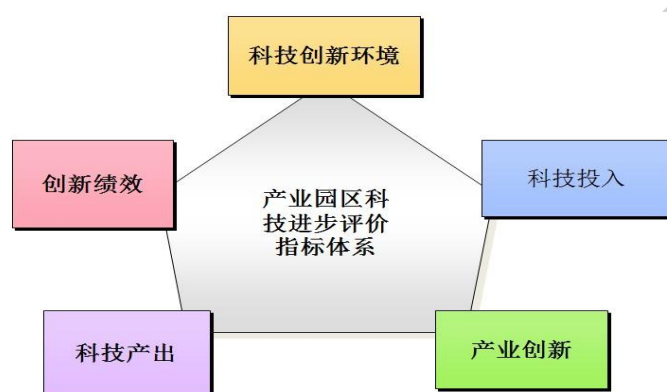 科技创新环境
创新绩效
科技投入
产业园区科
技进步评价
指标体系
科技产出
产业创新